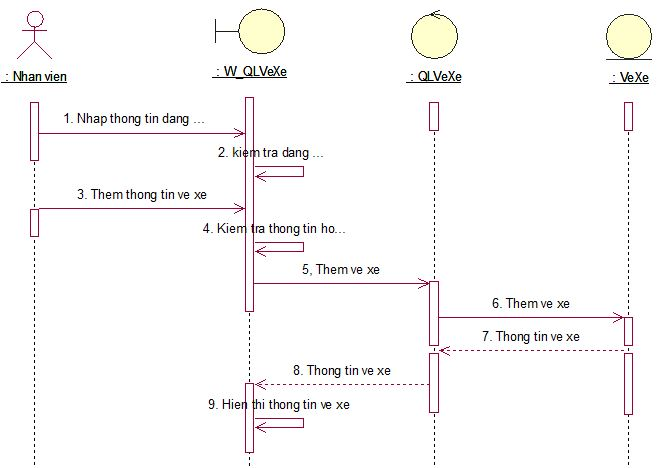 : Nhan vien
: W_QLVeXe
: QLVeXe
: VeXe
1. Nhap thong tin dang ...
2. kiem tra dang ...
3. Them thong tin ve xe
4. Kiem tra thong tin ho...
5, Them ve xe
6. Them ve xe
7. Thong tin ve xe
8. Thong tin ve xe
9. Hien thi thong tin ve xe